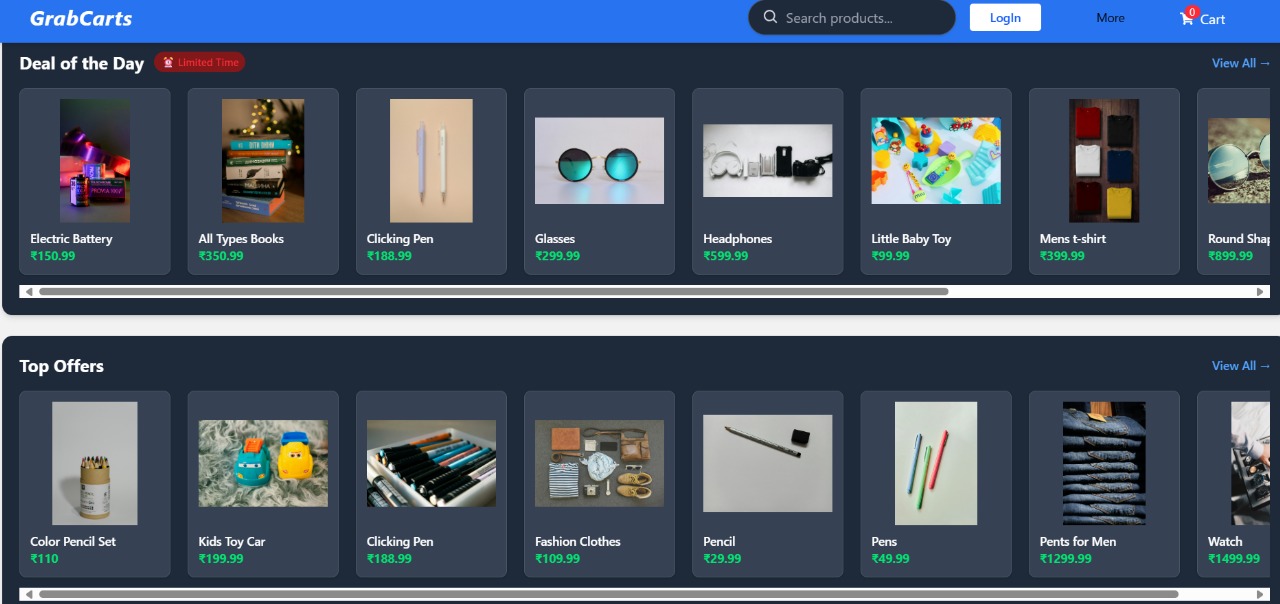 GrabCarts
Search products...
LogIn
More
0
Cart
Deal of the Day
Limited Time
View All →
Electric Battery
₹150.99
All Types Books
₹350.99
Clicking Pen
₹188.99
Glasses
₹299.99
Headphones
₹599.99
Little Baby Toy
₹99.99
Mens t-shirt
₹399.99
Round Shap
₹899.99
Top Offers
View All →
Color Pencil Set
₹110
Kids Toy Car
₹199.99
Clicking Pen
₹188.99
Fashion Clothes
₹109.99
Pencil
₹29.99
Pens
₹49.99
Pents for Men
₹1299.99
Watch
₹1499.99